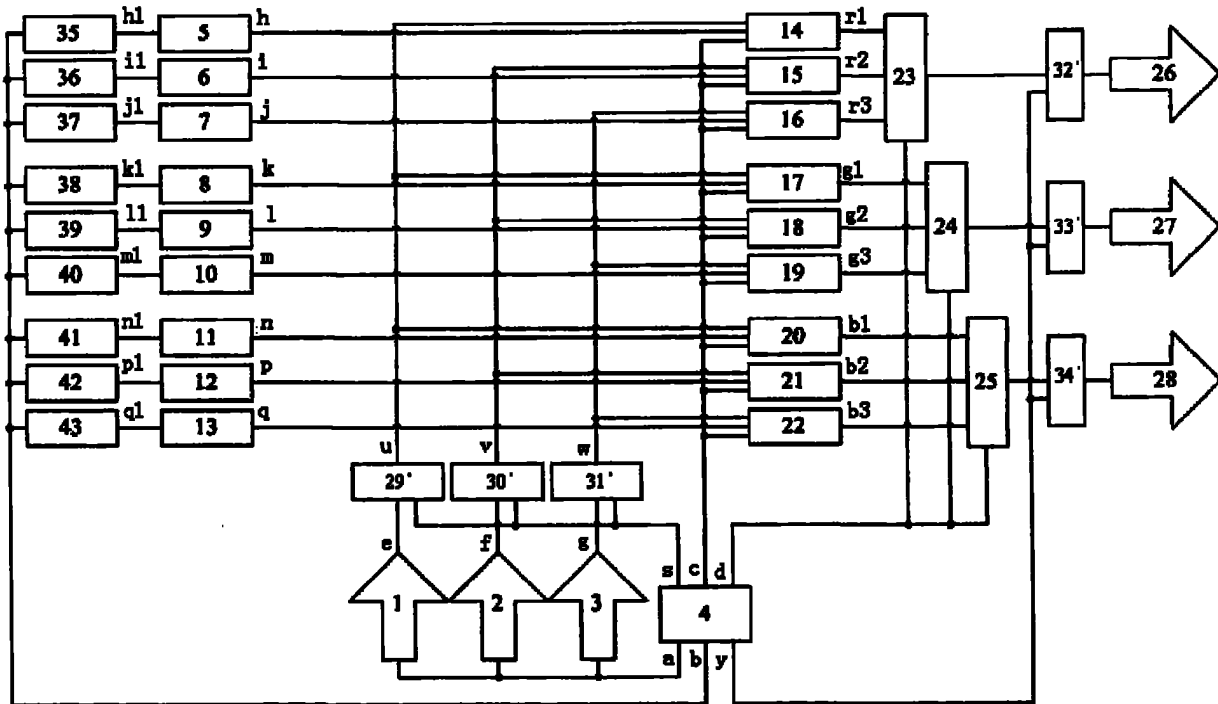 35 h1 5 h 14 r1
36 i1 6 i 15 r2 23 32' 26
37 j1 7 j 16 r3
38 k1 8 k 17 g1
39 l1 9 l 18 g2 24 33' 27
40 m1 10 m 19 g3
41 n1 11 n 20 b1
42 p1 12 p 21 b2 25 34' 28
43 q1 13 q 22 b3
u v w
29' 30' 31'
e f g
s c d
1 2 3 4
a b y